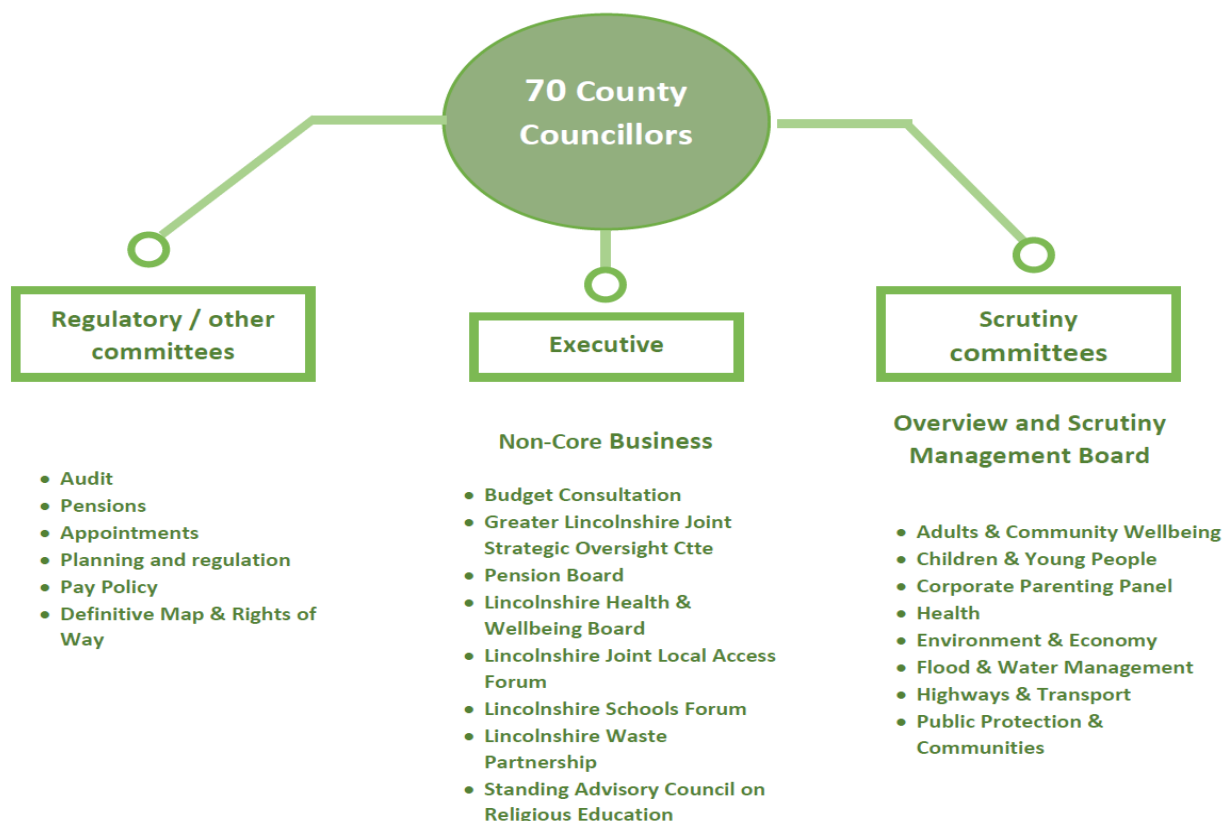 70 County
Councillors
Regulatory / other
committees
• Audit
• Pensions
• Appointments
• Planning and regulation
• Pay Policy
• Definitive Map & Rights of
Way
Executive
Non-Core Business
• Budget Consultation
• Greater Lincolnshire Joint
Strategic Oversight Ctte
• Pension Board
• Lincolnshire Health &
Wellbeing Board
• Lincolnshire Joint Local Access
Forum
• Lincolnshire Schools Forum
• Lincolnshire Waste
Partnership
• Standing Advisory Council on
Religious Education
Scrutiny
committees
Overview and Scrutiny
Management Board
• Adults & Community Wellbeing
• Children & Young People
• Corporate Parenting Panel
• Health
• Environment & Economy
• Flood & Water Management
• Highways & Transport
• Public Protection &
Communities